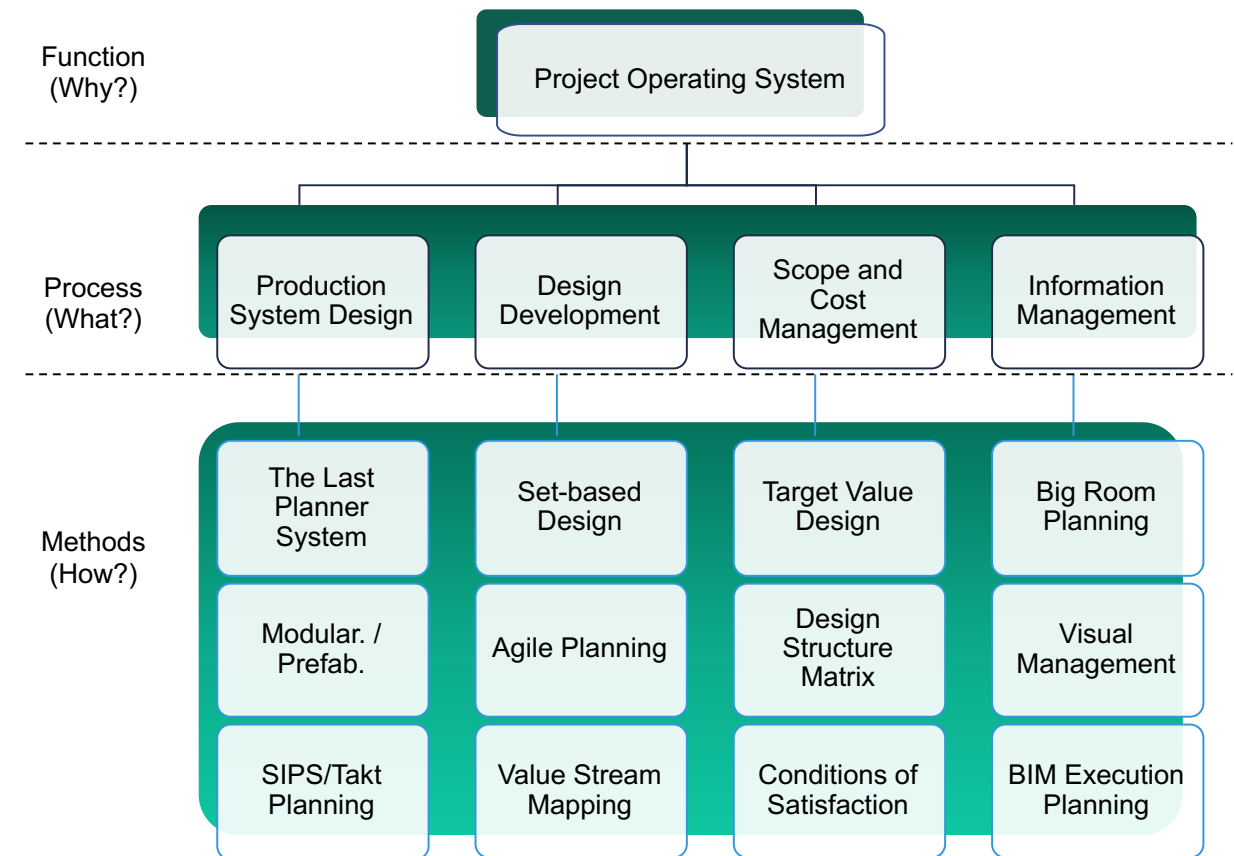 Function
(Why?)
Project Operating System
Process
(What?)
Production
System Design
Design
Development
Scope and
Cost
Management
Information
Management
Methods
(How?)
The Last
Planner
System
Set-based
Design
Target Value
Design
Big Room
Planning
Modular. /
Prefab.
Agile Planning
Design
Structure
Matrix
Visual
Management
SIPS/Takt
Planning
Value Stream
Mapping
Conditions of
Satisfaction
BIM Execution
Planning